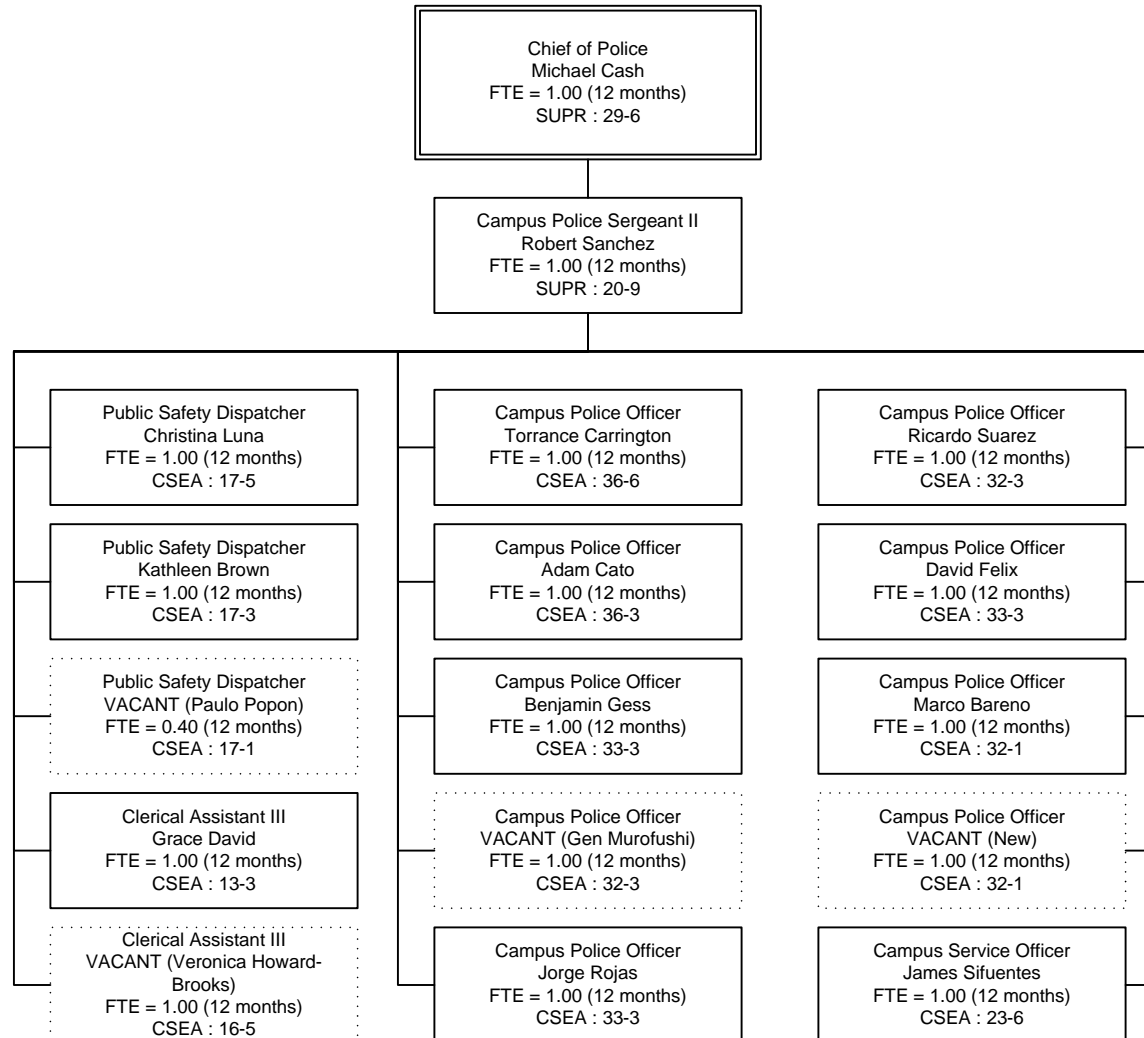 Chief of Police
Michael Cash
FTE = 1.00 (12 months)
SUPR : 29-6
Campus Police Sergeant II
Robert Sanchez
FTE = 1.00 (12 months)
SUPR : 20-9
Public Safety Dispatcher
Christina Luna
FTE = 1.00 (12 months)
CSEA : 17-5
Public Safety Dispatcher
Kathleen Brown
FTE = 1.00 (12 months)
CSEA : 17-3
Public Safety Dispatcher
VACANT (Paulo Popon)
FTE = 0.40 (12 months)
CSEA : 17-1
Clerical Assistant III
Grace David
FTE = 1.00 (12 months)
CSEA : 13-3
Clerical Assistant III
VACANT (Veronica Howard-
Brooks)
FTE = 1.00 (12 months)
CSEA : 16-5
Campus Police Officer
Torrance Carrington
FTE = 1.00 (12 months)
CSEA : 36-6
Campus Police Officer
Adam Cato
FTE = 1.00 (12 months)
CSEA : 36-3
Campus Police Officer
Benjamin Gess
FTE = 1.00 (12 months)
CSEA : 33-3
Campus Police Officer
VACANT (Gen Murofushi)
FTE = 1.00 (12 months)
CSEA : 32-3
Campus Police Officer
Jorge Rojas
FTE = 1.00 (12 months)
CSEA : 33-3
Campus Police Officer
Ricardo Suarez
FTE = 1.00 (12 months)
CSEA : 32-3
Campus Police Officer
David Felix
FTE = 1.00 (12 months)
CSEA : 33-3
Campus Police Officer
Marco Bareno
FTE = 1.00 (12 months)
CSEA : 32-1
Campus Police Officer
VACANT (New)
FTE = 1.00 (12 months)
CSEA : 32-1
Campus Service Officer
James Sifuentes
FTE = 1.00 (12 months)
CSEA : 23-6